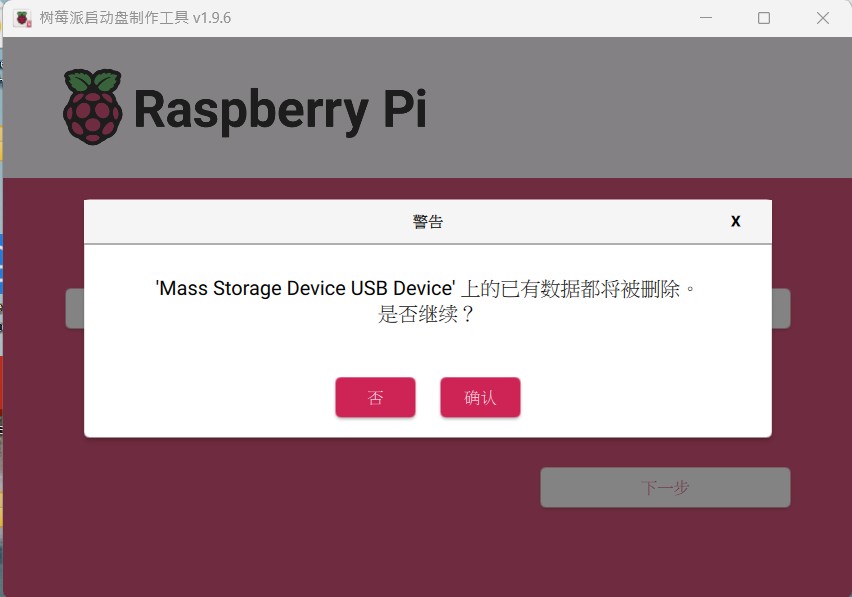 树莓派启动盘制作工具 v1.9.6
Raspberry Pi
警告
X
'Mass Storage Device USB Device' 上的已有数据都将被删除。
是否继续？
否
确认
下一步